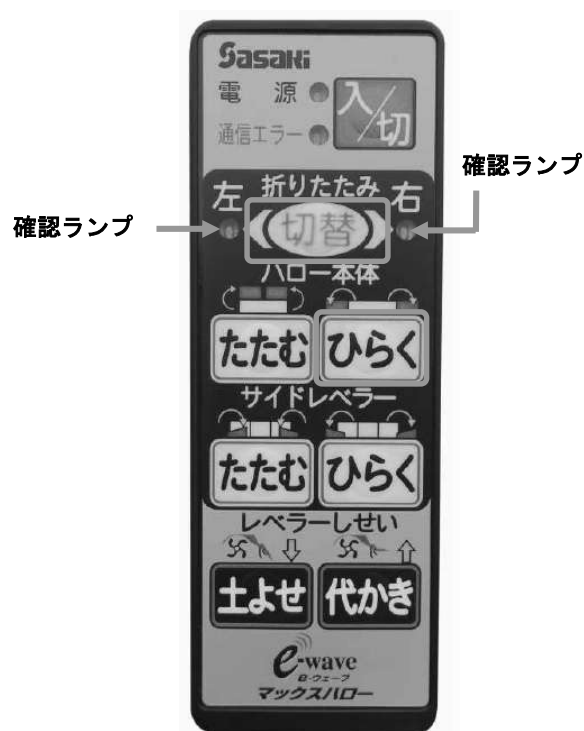 Sasaki
電源
入/切
通信エラー
確認ランプ
左
折りたたみ
右
確認ランプ
切替
ハロー本体
たたむ
ひらく
サイドレベラー
たたむ
ひらく
レベラーしせい
土よせ
代かき
e-wave
e-ウェーブ
マックスハロー